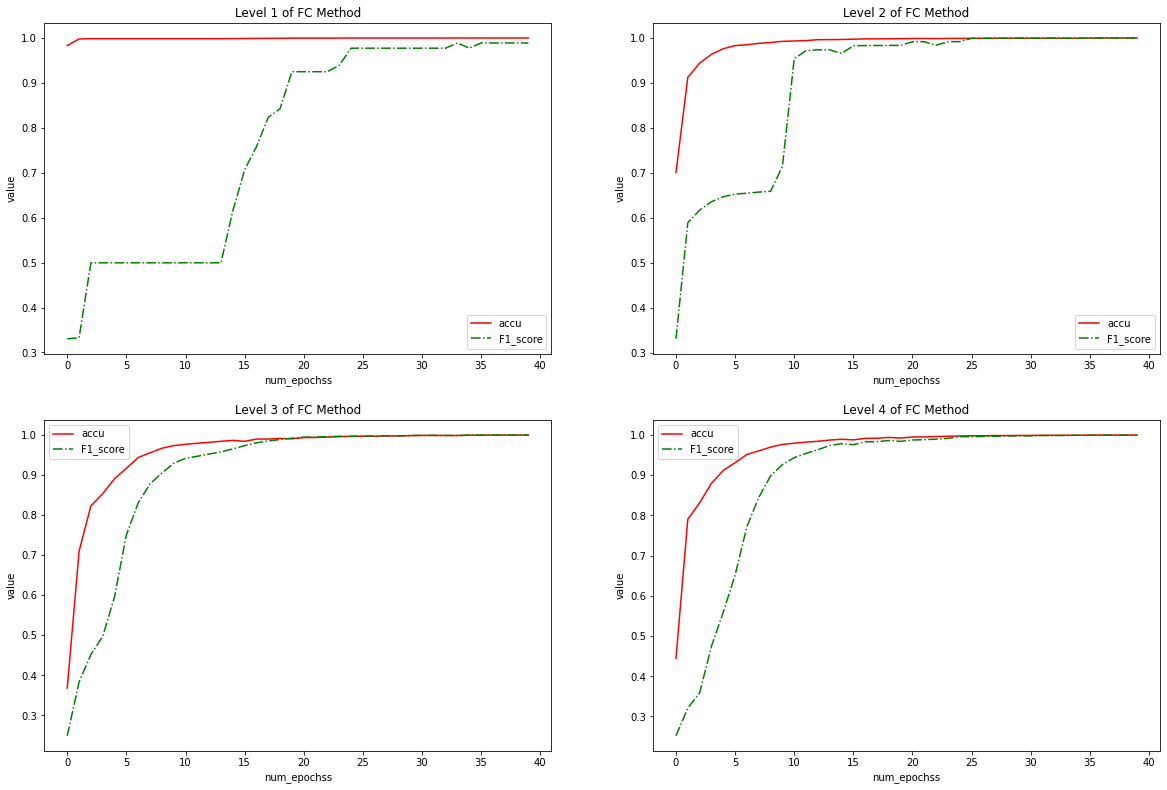 Level 1 of FC Method
1.0
0.9
0.8
0.7
0.6
0.5
0.4
0.3
value
accu
F1_score
0 5 10 15 20 25 30 35 40
num_epochss
Level 2 of FC Method
1.0
0.9
0.8
0.7
0.6
0.5
0.4
0.3
value
accu
F1_score
0 5 10 15 20 25 30 35 40
num_epochss
Level 3 of FC Method
accu
F1_score
1.0
0.9
0.8
0.7
0.6
0.5
0.4
0.3
value
0 5 10 15 20 25 30 35 40
num_epochss
Level 4 of FC Method
accu
F1_score
1.0
0.9
0.8
0.7
0.6
0.5
0.4
0.3
value
0 5 10 15 20 25 30 35 40
num_epochss